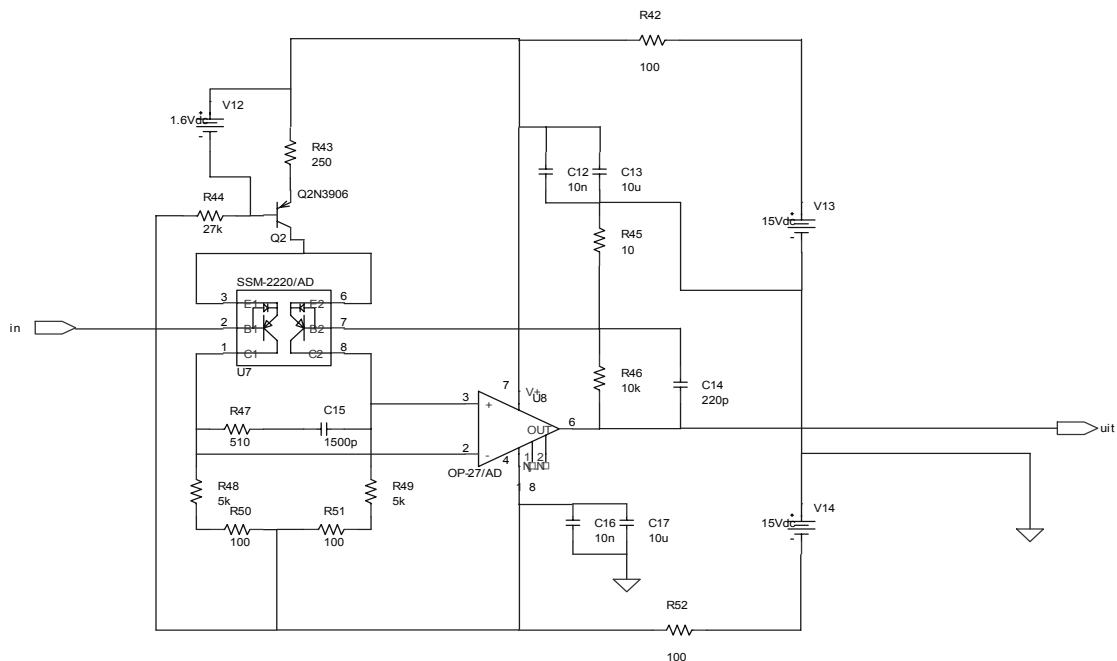 R42
100
V12
1.6Vdc
+
-
R43
250
C12
10n
C13
10u
Q2N3906
R44
27k
Q2
V13
15Vdc
+
-
R45
10
SSM-2220/AD
3
E1
E2
6
in
2
B1
B2
7
1
C1
C2
8
U7
R46
10k
C14
220p
7
V+
U8
3
+
R47
510
C15
1500p
OUT
6
uit
2
-
4
OP-27/AD
1
2
1
8
R48
5k
R49
5k
R50
100
R51
100
C16
10n
C17
10u
V14
15Vdc
+
-
R52
100